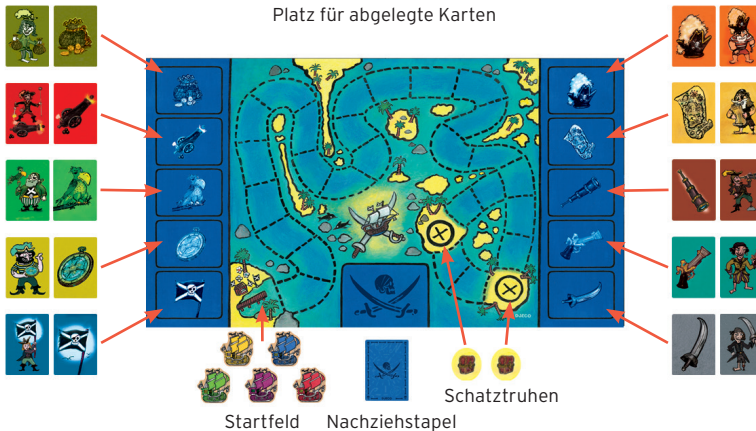 Platz für abgelegte Karten
Schatztruhen
Startfeld
Nachziehstapel